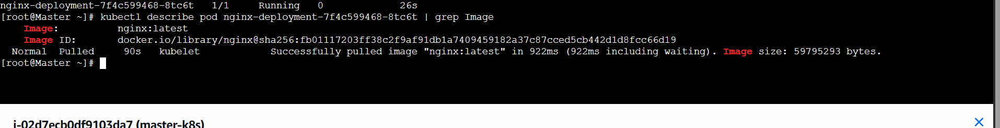 nginx-deployment-7f4c599468-8tc6t 1/1 Running 0 26s
[root@Master ~]# kubectl describe pod nginx-deployment-7f4c599468-8tc6t | grep Image
Image: nginx:latest
Image ID: docker.io/library/nginx@sha256:fb01117203ff38c2f9af91db1a7409459182a37c87cced5cb442d1d8fcc66d19
Normal Pulled 90s kubelet Successfully pulled image "nginx:latest" in 922ms (922ms including waiting). Image size: 59795293 bytes.
[root@Master ~]#
i-02d7ecb0df9103da7 (master-k8s)